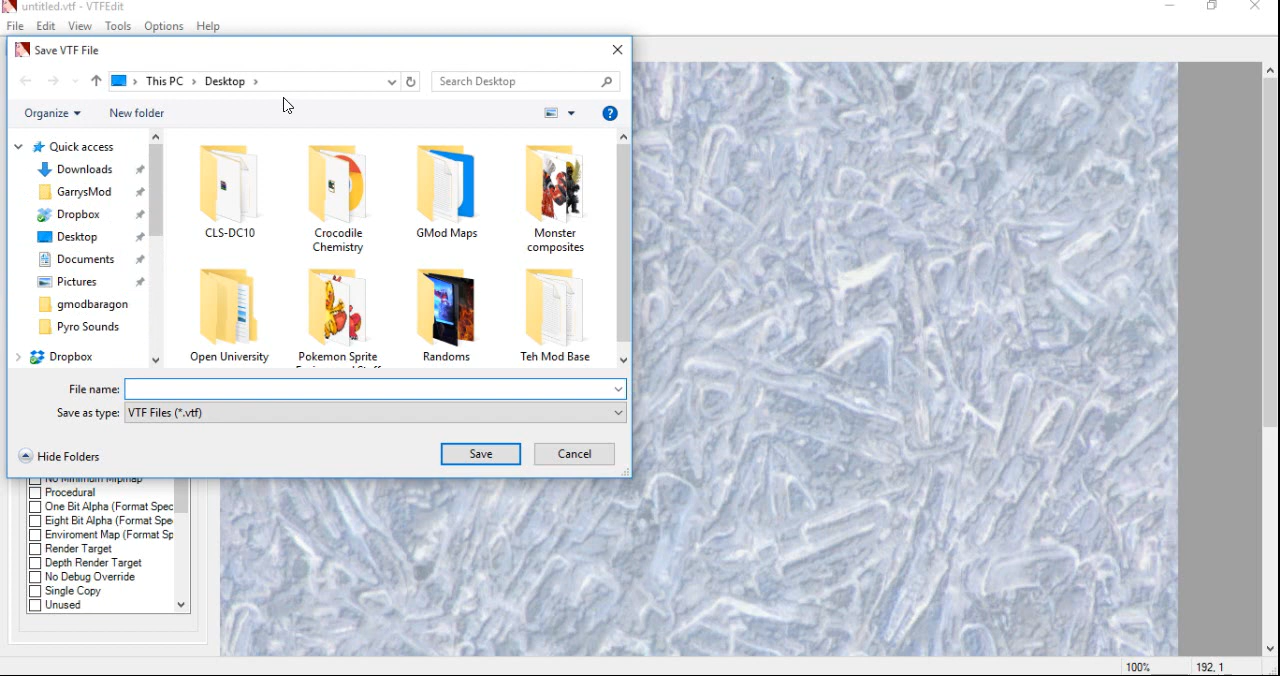 untitled.vtf - VTFEdit
File Edit View Tools Options Help
Save VTF File
This PC Desktop
Search Desktop
Organize New folder
Quick access
Downloads
GarrysMod
Dropbox
Desktop
Documents
Pictures
gmodbaragon
Pyro Sounds
Dropbox
CLS-DC10
Crocodile
Chemistry
GMod Maps
Monster
composites
Open University
Pokemon Sprite
Randoms
Teh Mod Base
File name:
Save as type: VTF Files (*.vtf)
Hide Folders
Save Cancel
No Minimum Mipmap
Procedural
One Bit Alpha (Format Spec
Eight Bit Alpha (Format Spe
Enviroment Map (Format Sp
Render Target
Depth Render Target
No Debug Override
Single Copy
Unused
100% 192, 1